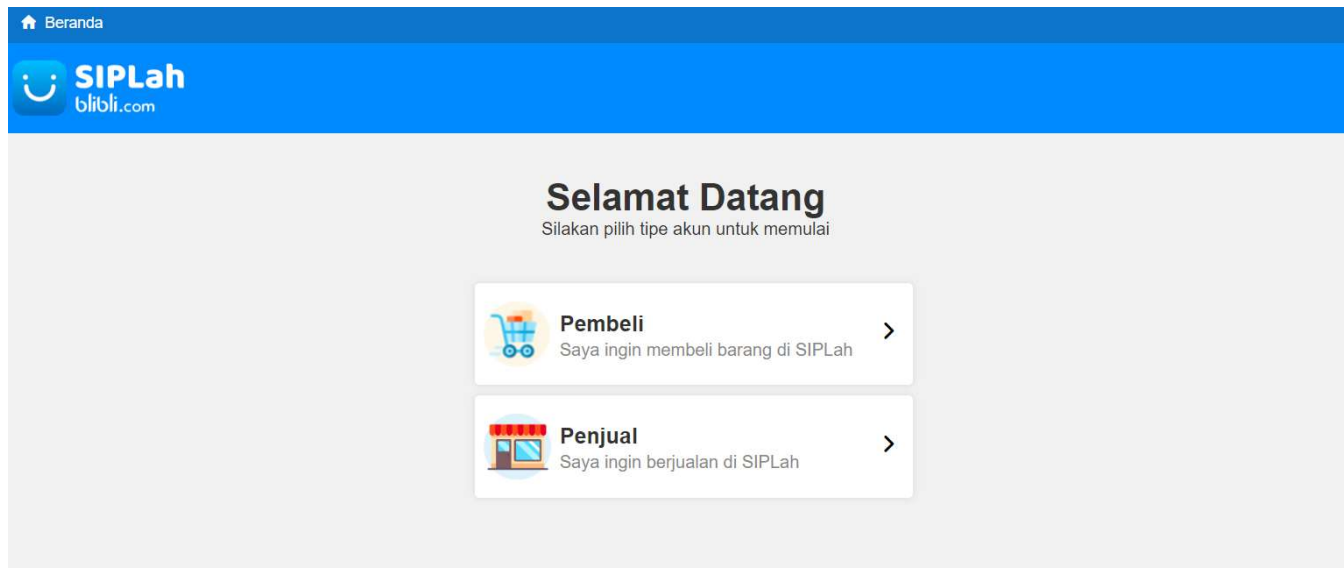 Beranda
SIPLah
blibli.com
Selamat Datang
Silakan pilih tipe akun untuk memulai
Pembeli
Saya ingin membeli barang di SIPLah
Penjual
Saya ingin berjualan di SIPLah